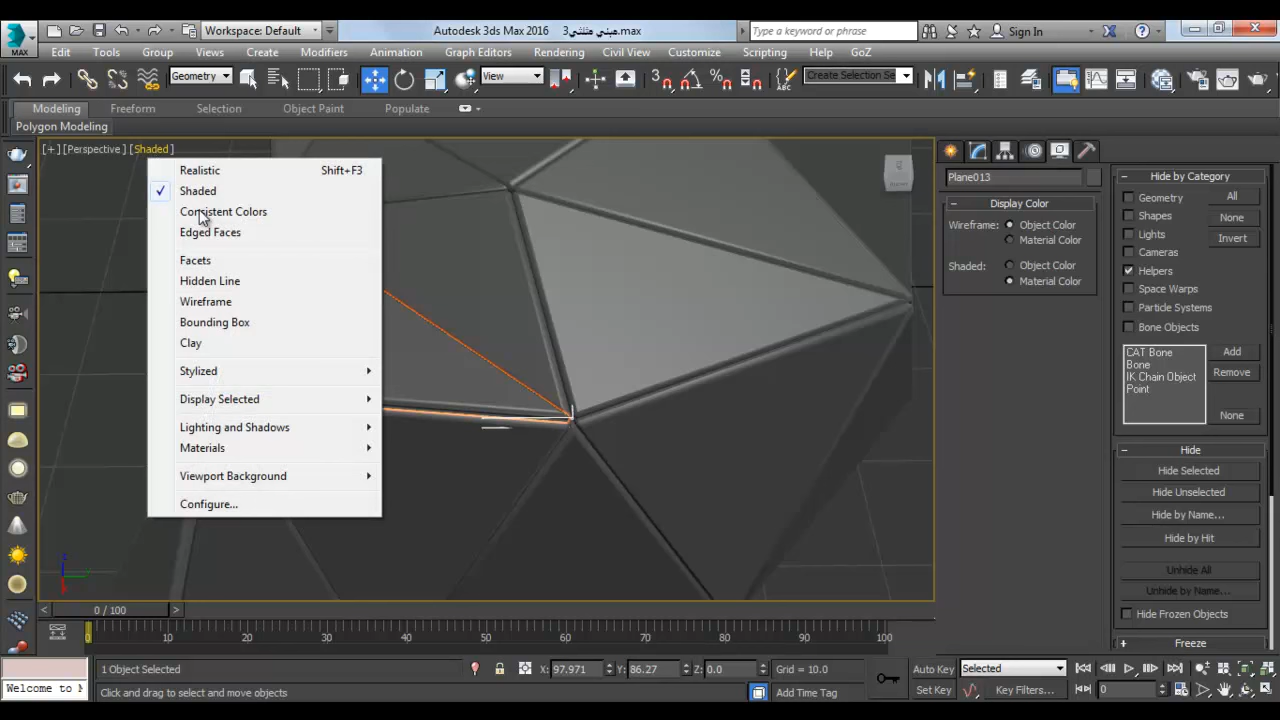 MAX
Workspace: Default
Autodesk 3ds Max 2016
مبني مثلثي3.max
Type a keyword or phrase
Sign In
Edit Tools Group Views Create Modifiers Animation Graph Editors Rendering Civil View Customize Scripting Help GoZ
Geometry
View
3
Create Selection Se
Modeling Freeform Selection Object Paint Populate
Polygon Modeling
[+] [Perspective] [Shaded]
Realistic Shift+F3
Shaded
Consistent Colors
Edged Faces
Facets
Hidden Line
Wireframe
Bounding Box
Clay
Stylized
Display Selected
Lighting and Shadows
Materials
Viewport Background
Configure...
Plane013
Display Color
Wireframe: Object Color
Material Color
Shaded: Object Color
Material Color
Hide by Category
Geometry All
Shapes None
Lights Invert
Cameras
Helpers
Space Warps
Particle Systems
Bone Objects
CAT Bone
Bone
IK Chain Object
Point
Add
Remove
None
Hide
Hide Selected
Hide Unselected
Hide by Name...
Hide by Hit
Unhide All
Unhide by Name...
Hide Frozen Objects
Freeze
z
x
0 / 100
0 10 20 30 40 50 60 70 80 90 100
1 Object Selected
X: 97.971 Y: 86.27 Z: 0.0 Grid = 10.0
Auto Key Selected
Welcome to M
Click and drag to select and move objects
Add Time Tag
Set Key Key Filters... 0